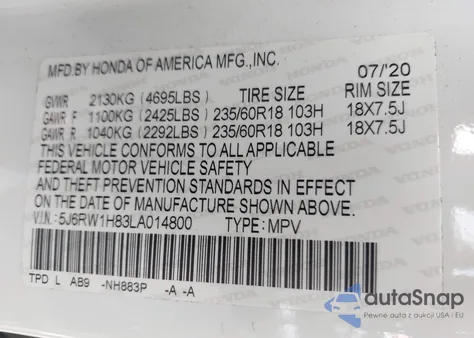 MFD.BY HONDA OF AMERICA MFG.,INC. 07/'20
GVWR 2130KG (4695LBS) TIRE SIZE RIM SIZE
GAWR F 1100KG (2425LBS) 235/60R18 103H 18X7.5J
GAWR R 1040KG (2292LBS) 235/60R18 103H 18X7.5J
THIS VEHICLE CONFORMS TO ALL APPLICABLE
FEDERAL MOTOR VEHICLE SAFETY
AND THEFT PREVENTION STANDARDS IN EFFECT
ON THE DATE OF MANUFACTURE SHOWN ABOVE.
V.I.N.: 5J6RW1H83LA014800 TYPE: MPV
TPD L AB9 -NH883P -A -A
autoSnap
Pewne auta z aukcji USA i EU